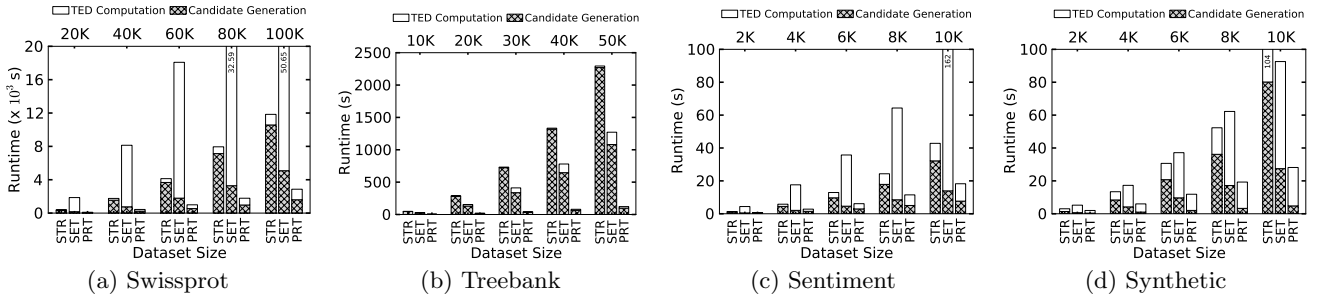 TED Computation Candidate Generation
20K 40K 60K 80K 100K
Runtime (x 10³ s)
20
16
12
8
4
0
32.59
50.65
STR SET PRT STR SET PRT STR SET PRT STR SET PRT STR SET PRT
Dataset Size
(a) Swissprot
TED Computation Candidate Generation
10K 20K 30K 40K 50K
Runtime (s)
2500
2000
1500
1000
500
0
STR SET PRT STR SET PRT STR SET PRT STR SET PRT STR SET PRT
Dataset Size
(b) Treebank
TED Computation Candidate Generation
2K 4K 6K 8K 10K
Runtime (s)
100
80
60
40
20
0
162
STR SET PRT STR SET PRT STR SET PRT STR SET PRT STR SET PRT
Dataset Size
(c) Sentiment
TED Computation Candidate Generation
2K 4K 6K 8K 10K
Runtime (s)
100
80
60
40
20
0
104
STR SET PRT STR SET PRT STR SET PRT STR SET PRT STR SET PRT
Dataset Size
(d) Synthetic